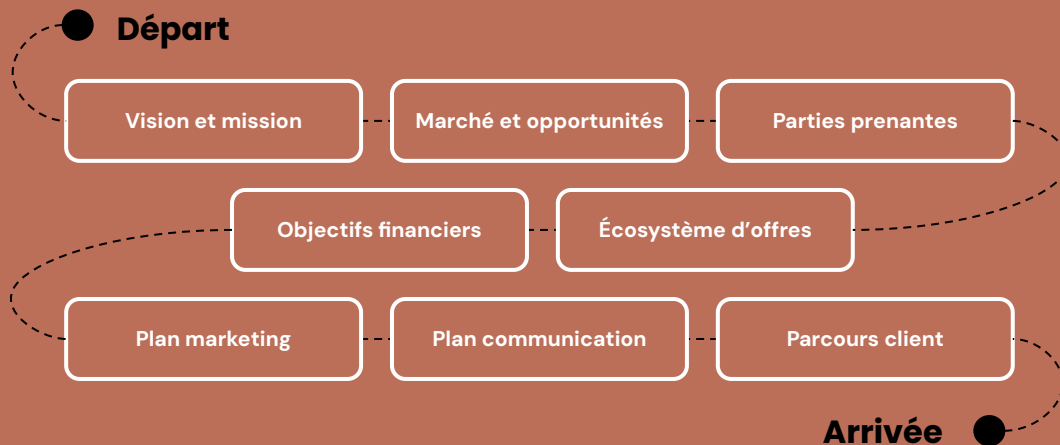 Départ
Vision et mission
Marché et opportunités
Parties prenantes
Écosystème d’offres
Objectifs financiers
Plan marketing
Plan communication
Parcours client
Arrivée